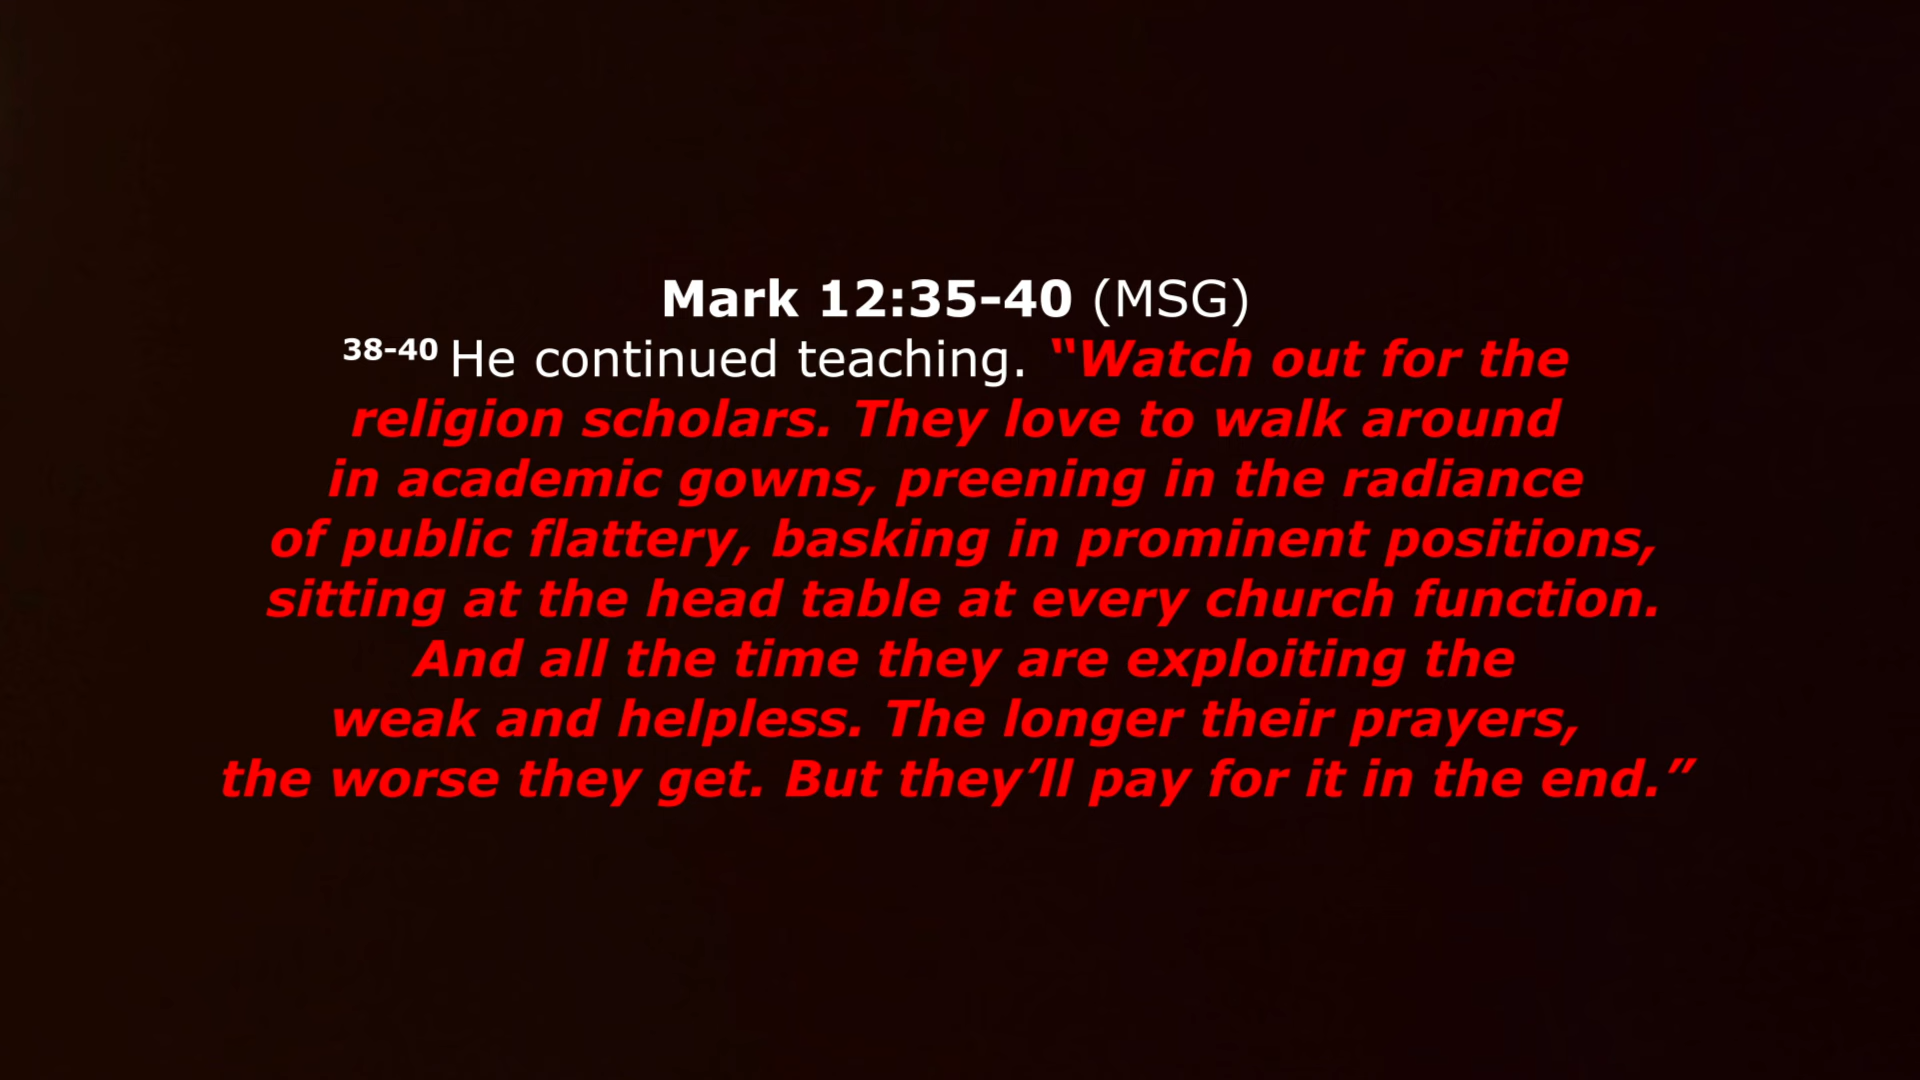 Mark 12:35-40 (MSG)
38-40 He continued teaching. “Watch out for the
religion scholars. They love to walk around
in academic gowns, preening in the radiance
of public flattery, basking in prominent positions,
sitting at the head table at every church function.
And all the time they are exploiting the
weak and helpless. The longer their prayers,
the worse they get. But they’ll pay for it in the end.”